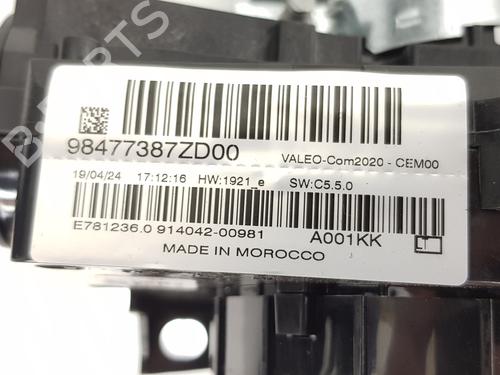 98477387ZD00
VALEO-Com2020 - CEM00
19/04/24 17:12:16 HW:1921_e SW:C5.5.0
E781236.0 914042-00981 A001KK LT
MADE IN MOROCCO